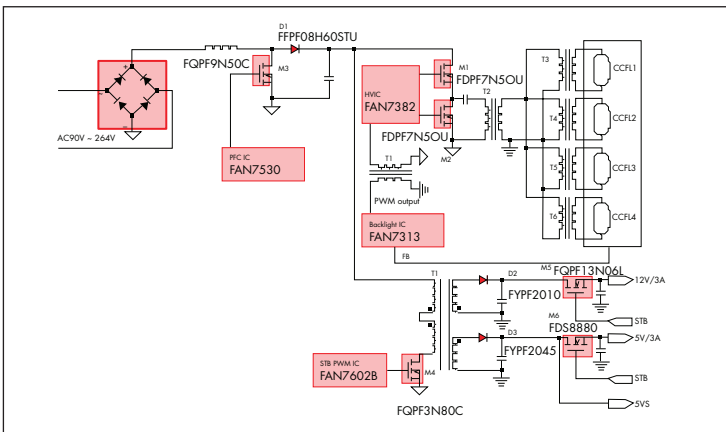 D1
FFPF08H60STU
FQPF9N50C
M3
+
~
~
-
AC90V ~ 264V
PFC IC
FAN7530
HVIC
FAN7382
M1
FDPF7N5OU
T2
FDPF7N5OU
M2
T1
PWM output
Backlight IC
FAN7313
FB
T3
CCFL1
T4
CCFL2
T5
CCFL3
T6
CCFL4
T1
D2
FYPF2010
M5
FQPF13N06L
12V/3A
STB
D3
FYPF2045
M6
FDS8880
5V/3A
STB
5VS
STB PWM IC
FAN7602B
M4
FQPF3N80C